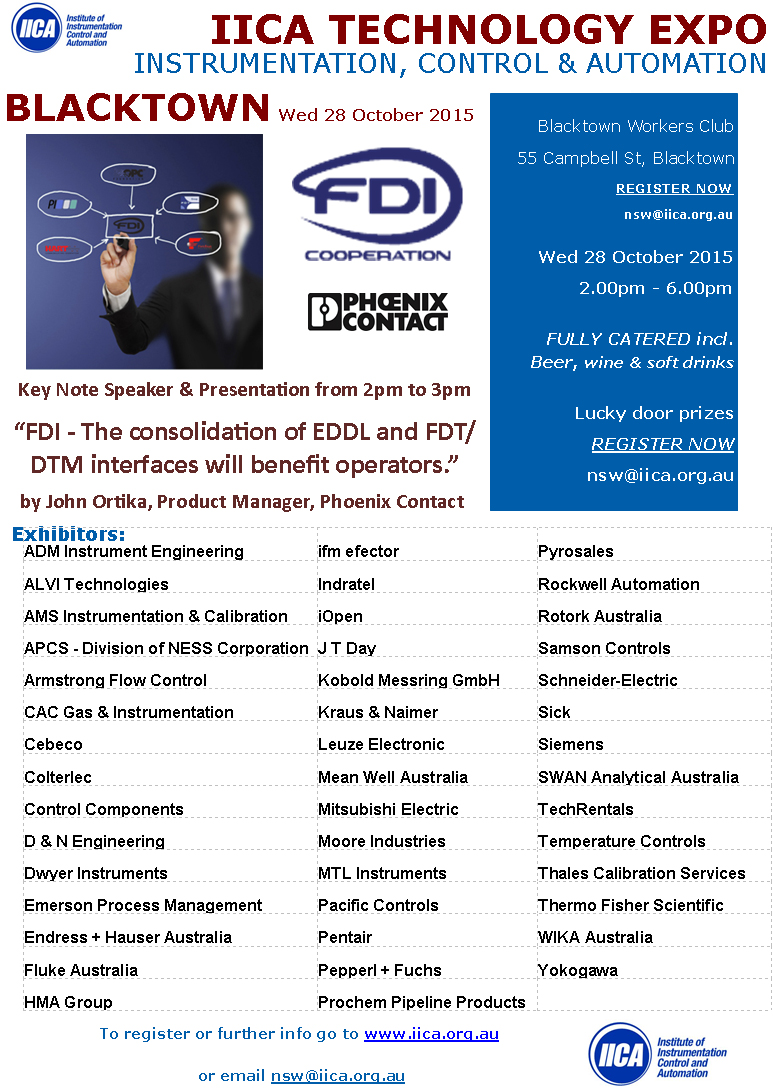 IICA
Institute of
Instrumentation
Control and
Automation
IICA TECHNOLOGY EXPO
INSTRUMENTATION, CONTROL & AUTOMATION
BLACKTOWN Wed 28 October 2015
OPC
FDI
FDI
COOPERATION
PHŒNIX
CONTACT
Blacktown Workers Club
55 Campbell St, Blacktown
REGISTER NOW
nsw@iica.org.au
Wed 28 October 2015
2.00pm - 6.00pm
FULLY CATERED incl.
Beer, wine & soft drinks
Lucky door prizes
REGISTER NOW
nsw@iica.org.au
Key Note Speaker & Presentation from 2pm to 3pm
“FDI - The consolidation of EDDL and FDT/
DTM interfaces will benefit operators.”
by John Ortika, Product Manager, Phoenix Contact
Exhibitors:
ADM Instrument Engineering ifm efector Pyrosales
ALVI Technologies Indratel Rockwell Automation
AMS Instrumentation & Calibration iOpen Rotork Australia
APCS - Division of NESS Corporation J T Day Samson Controls
Armstrong Flow Control Kobold Messring GmbH Schneider-Electric
CAC Gas & Instrumentation Kraus & Naimer Sick
Cebeco Leuze Electronic Siemens
Colterlec Mean Well Australia SWAN Analytical Australia
Control Components Mitsubishi Electric TechRentals
D & N Engineering Moore Industries Temperature Controls
Dwyer Instruments MTL Instruments Thales Calibration Services
Emerson Process Management Pacific Controls Thermo Fisher Scientific
Endress + Hauser Australia Pentair WIKA Australia
Fluke Australia Pepperl + Fuchs Yokogawa
HMA Group Prochem Pipeline Products
To register or further info go to www.iica.org.au
or email nsw@iica.org.au
IICA
Institute of
Instrumentation
Control and
Automation